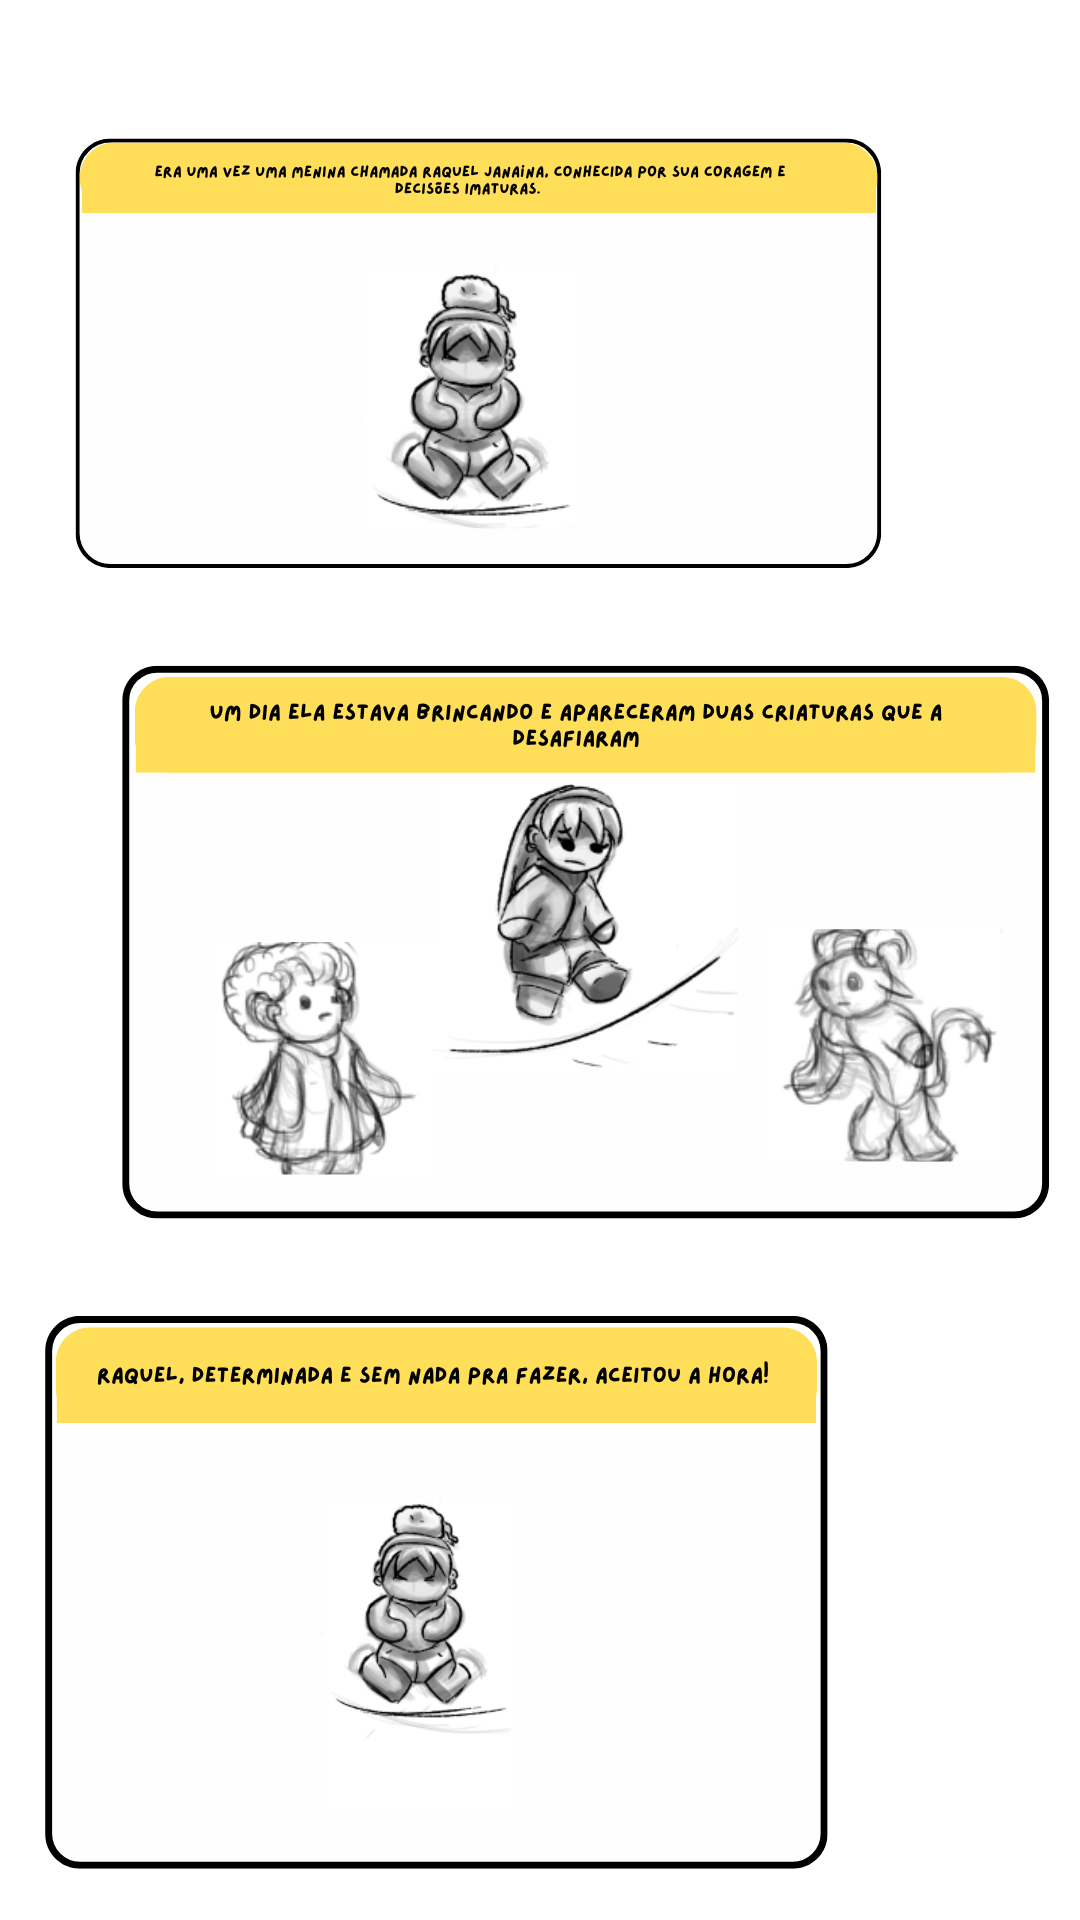 ERA UMA VEZ UMA MENINA CHAMADA RAQUEL JANAÍNA, CONHECIDA POR SUA CORAGEM E
DECISÕES IMATURAS.
UM DIA ELA ESTAVA BRINCANDO E APARECERAM DUAS CRIATURAS QUE A
DESAFIARAM
RAQUEL, DETERMINADA E SEM NADA PRA FAZER, ACEITOU A HORA!